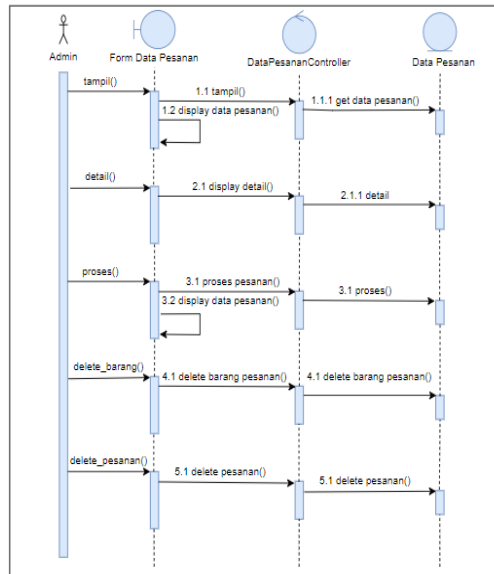 Admin
Form Data Pesanan
DataPesananController
Data Pesanan
tampil()
1.1 tampil()
1.1.1 get data pesanan()
1.2 display data pesanan()
detail()
2.1 display detail()
2.1.1 detail
proses()
3.1 proses pesanan()
3.1 proses()
3.2 display data pesanan()
delete_barang()
4.1 delete barang pesanan()
4.1 delete barang pesanan()
delete_pesanan()
5.1 delete pesanan()
5.1 delete pesanan()